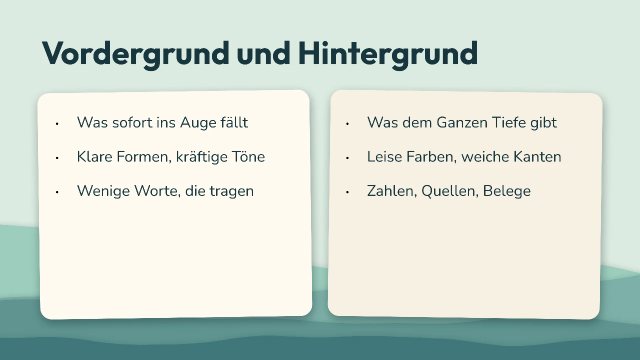 Vordergrund und Hintergrund
· Was sofort ins Auge fällt
· Klare Formen, kräftige Töne
· Wenige Worte, die tragen
· Was dem Ganzen Tiefe gibt
· Leise Farben, weiche Kanten
· Zahlen, Quellen, Belege